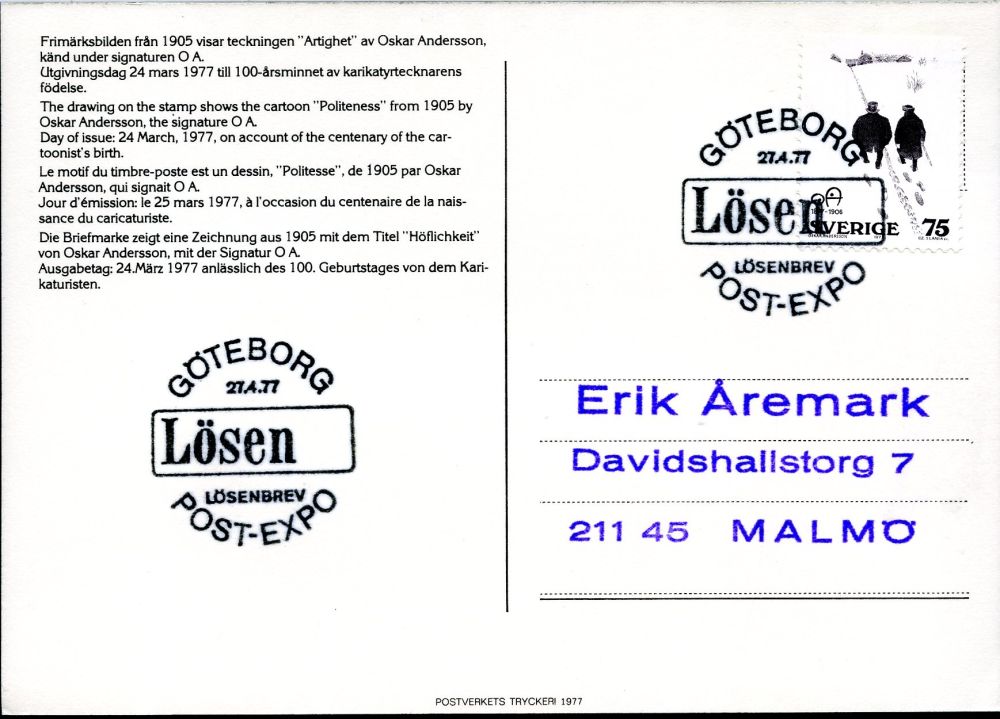 Frimärksbilden från 1905 visar teckningen "Artighet" av Oskar Andersson,
känd under signaturen O A.
Utgivningsdag 24 mars 1977 till 100-årsminnet av karikatyrtecknarens
födelse.
The drawing on the stamp shows the cartoon "Politeness" from 1905 by
Oskar Andersson, the signature O A.
Day of issue: 24 March, 1977, on account of the centenary of the car-
toonist's birth.
Le motif du timbre-poste est un dessin, "Politesse", de 1905 par Oskar
Andersson, qui signait O A.
Jour d'émission: le 25 mars 1977, à l'occasion du centenaire de la nais-
sance du caricaturiste.
Die Briefmarke zeigt eine Zeichnung aus 1905 mit dem Titel "Höflichkeit"
von Oskar Andersson, mit der Signatur O A.
Ausgabetag: 24.März 1977 anlässlich des 100. Geburtstages von dem Kari-
katuristen.
GÖTEBORG
27.4.77
Lösen
LÖSENBREV
POST-EXPO
OA
1877-1906
SVERIGE 75
OSKAR ANDERSSON
GÖTEBORG
27.4.77
Lösen
LÖSENBREV
POST-EXPO
Erik Åremark
Davidshallstorg 7
211 45 MALMÖ
POSTVERKETS TRYCKERI 1977